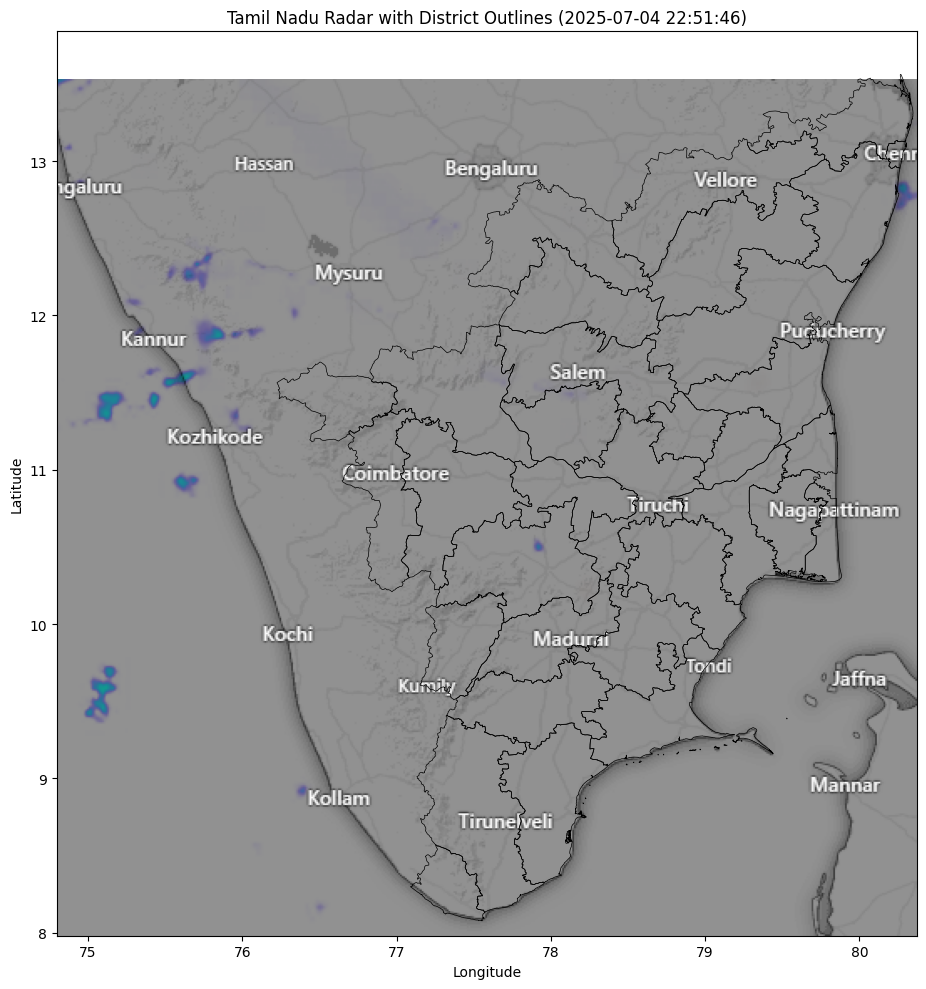 Tamil Nadu Radar with District Outlines (2025-07-04 22:51:46)
13
12
11
10
9
8
Latitude
Hassan
Bengaluru
Chenn
Vellore
ngaluru
Mysuru
Kannur
Puducherry
Salem
Kozhikode
Coimbatore
Tiruchi
Nagapattinam
Kochi
Madurai
Tondi
Kumily
Jaffna
Mannar
Kollam
Tirunelveli
75
76
77
78
79
80
Longitude